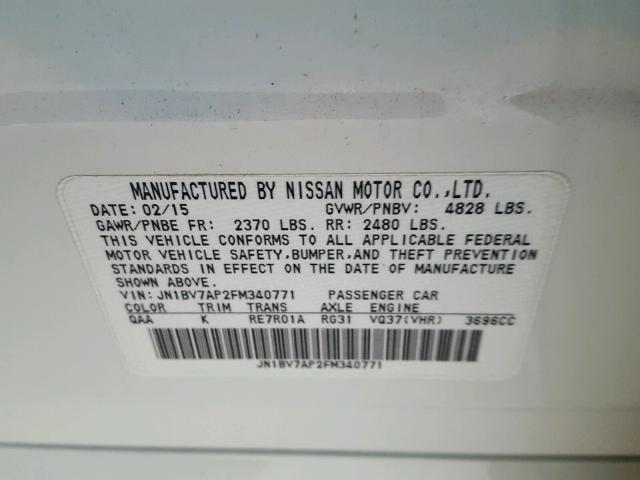 MANUFACTURED BY NISSAN MOTOR CO.,LTD.
DATE: 02/15 GVWR/PNBV: 4828 LBS.
GAWR/PNBE FR: 2370 LBS. RR: 2480 LBS.
THIS VEHICLE CONFORMS TO ALL APPLICABLE FEDERAL
MOTOR VEHICLE SAFETY,BUMPER,AND THEFT PREVENTION
STANDARDS IN EFFECT ON THE DATE OF MANUFACTURE
SHOWN ABOVE.
VIN: JN1BV7AP2FM340771 PASSENGER CAR
COLOR TRIM TRANS AXLE ENGINE
QAA K RE7R01A RG31 VQ37(VHR) 3696CC
JN1BV7AP2FM340771